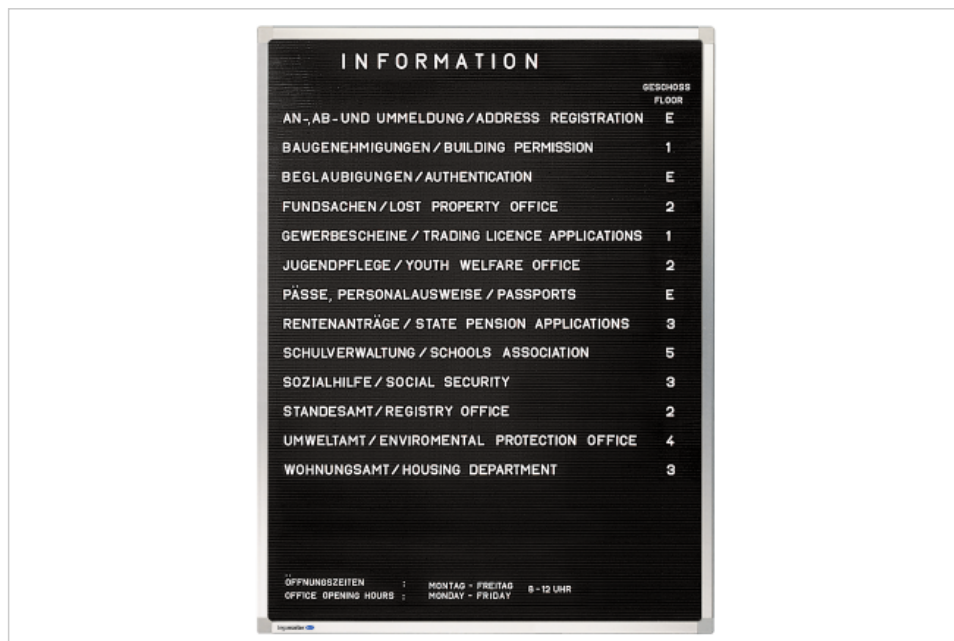 INFORMATION
GESCHOSS
FLOOR
AN-,AB-UND UMMELDUNG/ADDRESS REGISTRATION E
BAUGENEHMIGUNGEN/BUILDING PERMISSION 1
BEGLAUBIGUNGEN/AUTHENTICATION E
FUNDSACHEN/LOST PROPERTY OFFICE 2
GEWERBESCHEINE/TRADING LICENCE APPLICATIONS 1
JUGENDPFLEGE/YOUTH WELFARE OFFICE 2
PÄSSE, PERSONALAUSWEISE/PASSPORTS E
RENTENANTRÄGE/STATE PENSION APPLICATIONS 3
SCHULVERWALTUNG/SCHOOLS ASSOCIATION 5
SOZIALHILFE/SOCIAL SECURITY 3
STANDESAMT/REGISTRY OFFICE 2
UMWELTAMT/ENVIROMENTAL PROTECTION OFFICE 4
WOHNUNGSAMT/HOUSING DEPARTMENT 3
ÖFFNUNGSZEITEN : MONTAG - FREITAG
OFFICE OPENING HOURS : MONDAY - FRIDAY
8-12 UHR
legamaster